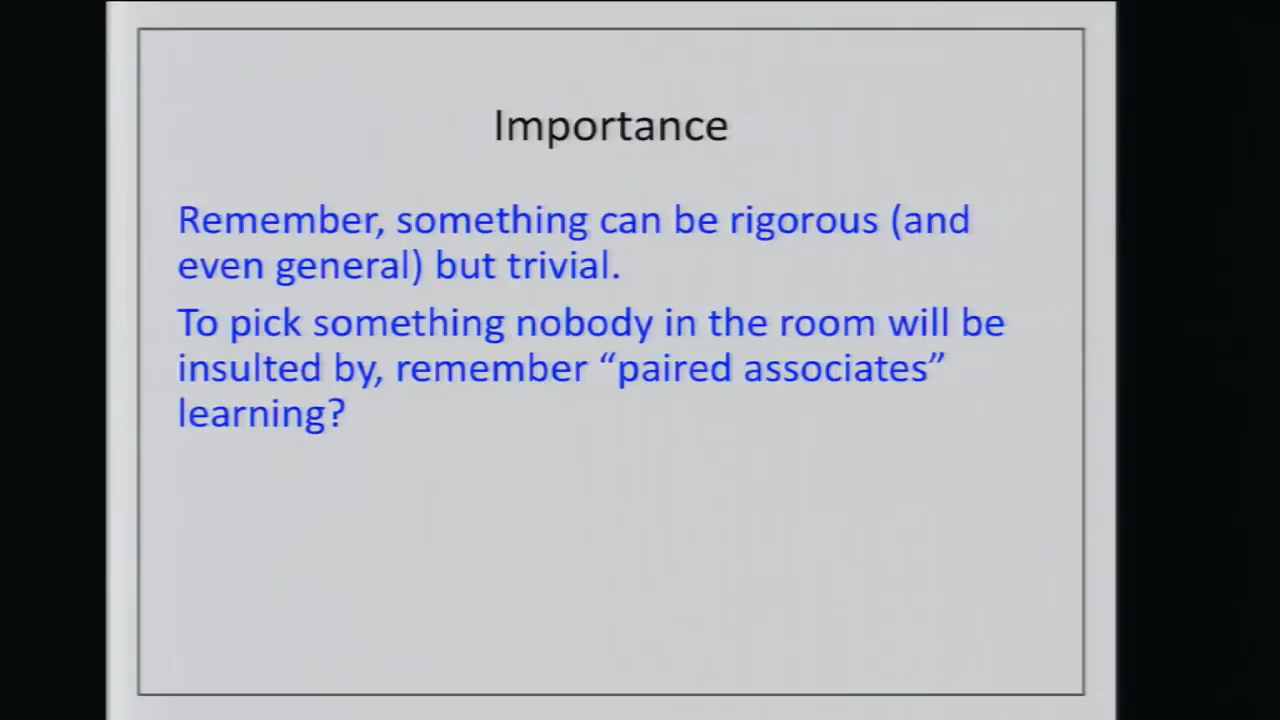 Importance
Remember, something can be rigorous (and
even general) but trivial.
To pick something nobody in the room will be
insulted by, remember “paired associates”
learning?